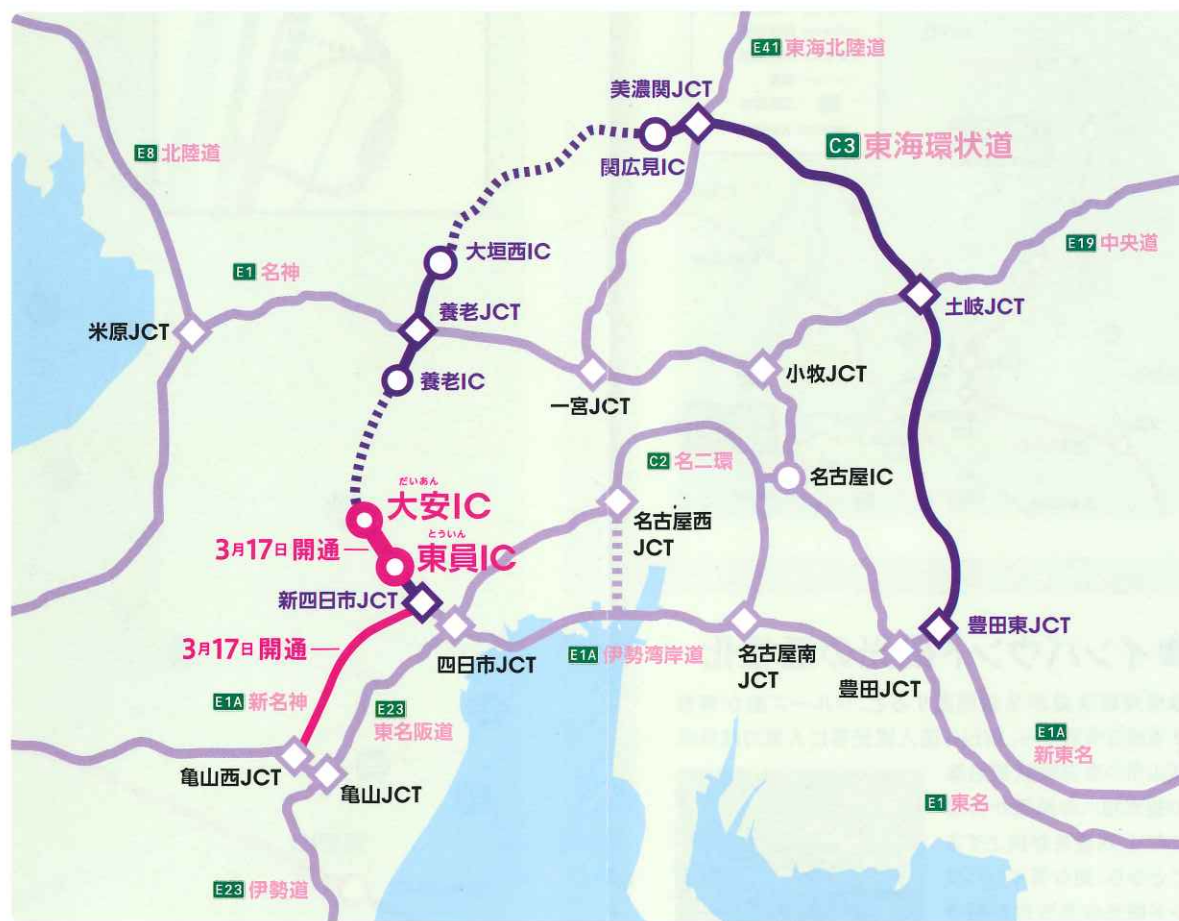 E41 東海北陸道
美濃関JCT
C3 東海環状道
関広見IC
E8 北陸道
大垣西IC
E19 中央道
E1 名神
養老JCT
土岐JCT
米原JCT
養老IC
小牧JCT
一宮JCT
C2 名二環
名古屋IC
だいあん
大安IC
名古屋西
JCT
3月17日 開通
とういん
東員IC
新四日市JCT
豊田東JCT
3月17日 開通
四日市JCT
E1A 伊勢湾岸道
名古屋南
JCT
豊田JCT
E1A 新名神
E23
東名阪道
E1A
新東名
亀山西JCT
亀山JCT
E1 東名
E23 伊勢道